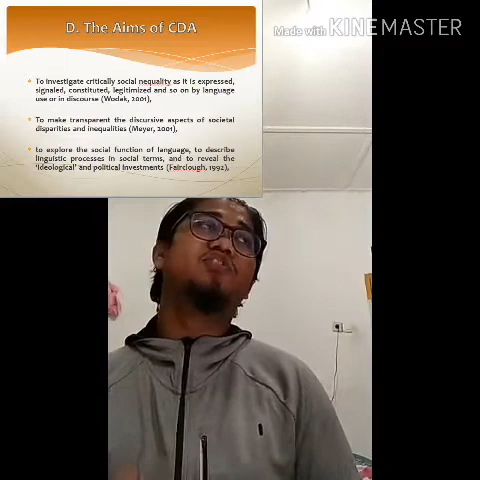 D. The Aims of CDA
Made with KINEMASTER
To investigate critically social nequality as it is expressed,
signaled, constituted, legitimized and so on by language
use or in discourse (Wodak, 2001),
To make transparent the discursive aspects of societal
disparities and inequalities (Meyer, 2001),
to explore the social function of language, to describe
linguistic processes in social terms, and to reveal the
'ideological' and political investments (Fairclough, 1992),